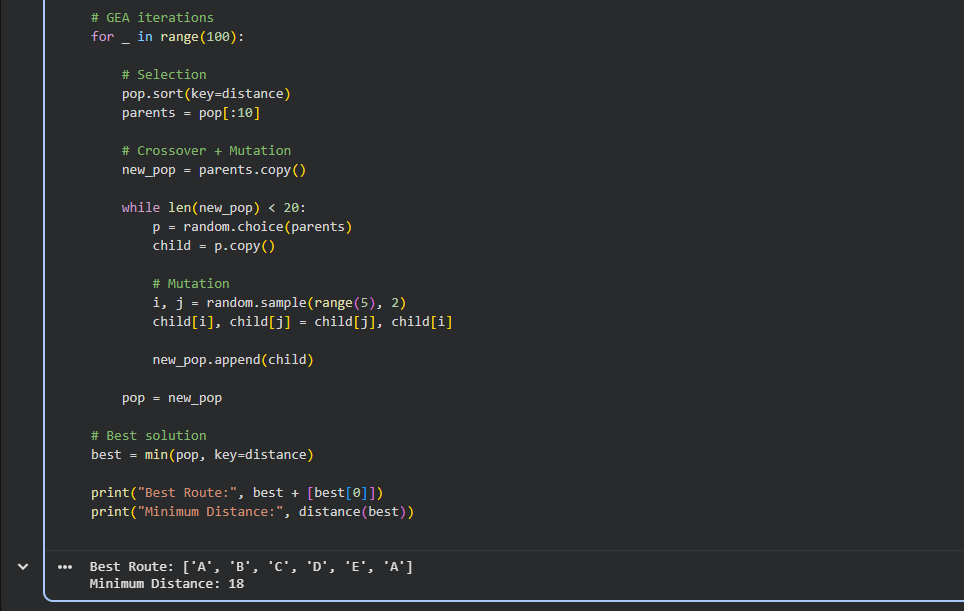 # GEA iterations
for _ in range(100):
# Selection
pop.sort(key=distance)
parents = pop[:10]
# Crossover + Mutation
new_pop = parents.copy()
while len(new_pop) < 20:
p = random.choice(parents)
child = p.copy()
# Mutation
i, j = random.sample(range(5), 2)
child[i], child[j] = child[j], child[i]
new_pop.append(child)
pop = new_pop
# Best solution
best = min(pop, key=distance)
print("Best Route:", best + [best[0]])
print("Minimum Distance:", distance(best))
Best Route: ['A', 'B', 'C', 'D', 'E', 'A']
Minimum Distance: 18